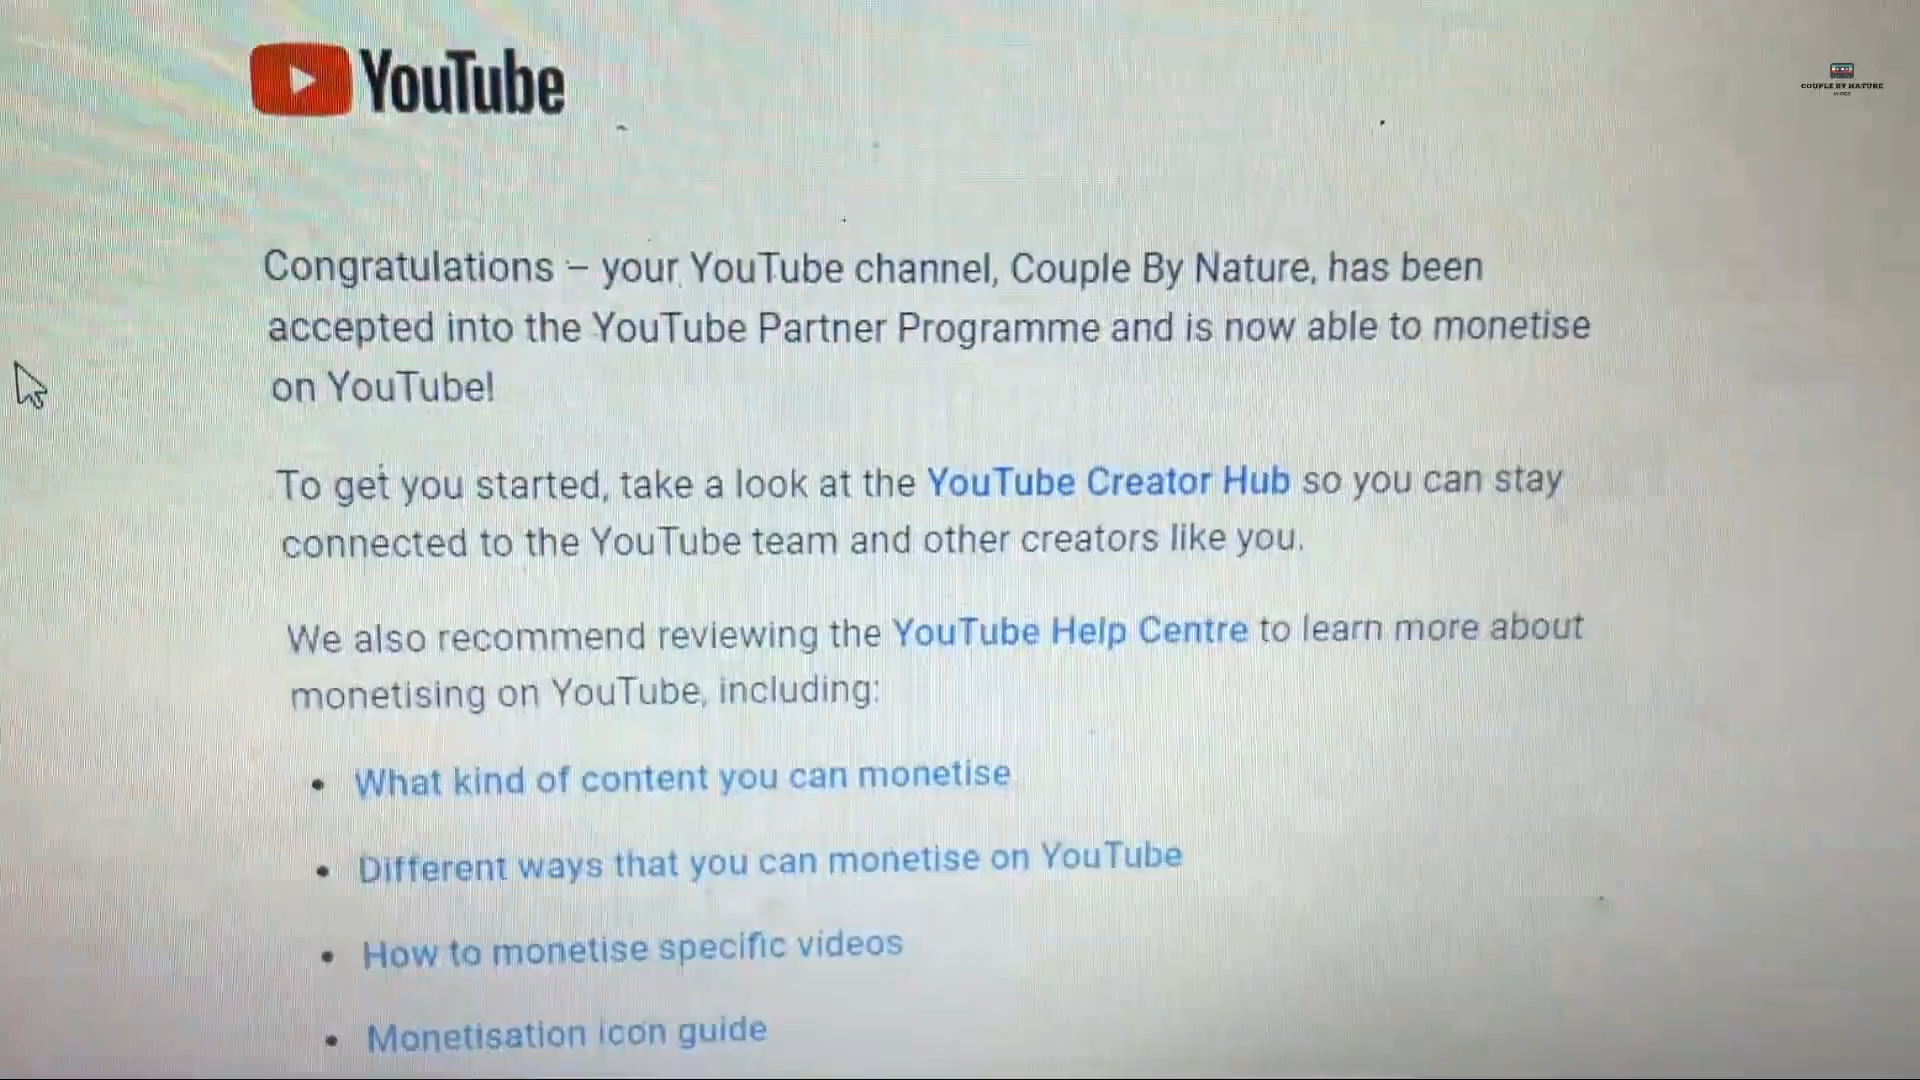 YouTube
COUPLE BY NATURE
Congratulations – your YouTube channel, Couple By Nature, has been
accepted into the YouTube Partner Programme and is now able to monetise
on YouTube!
To get you started, take a look at the YouTube Creator Hub so you can stay
connected to the YouTube team and other creators like you.
We also recommend reviewing the YouTube Help Centre to learn more about
monetising on YouTube, including:
• What kind of content you can monetise
• Different ways that you can monetise on YouTube
• How to monetise specific videos
• Monetisation icon guide